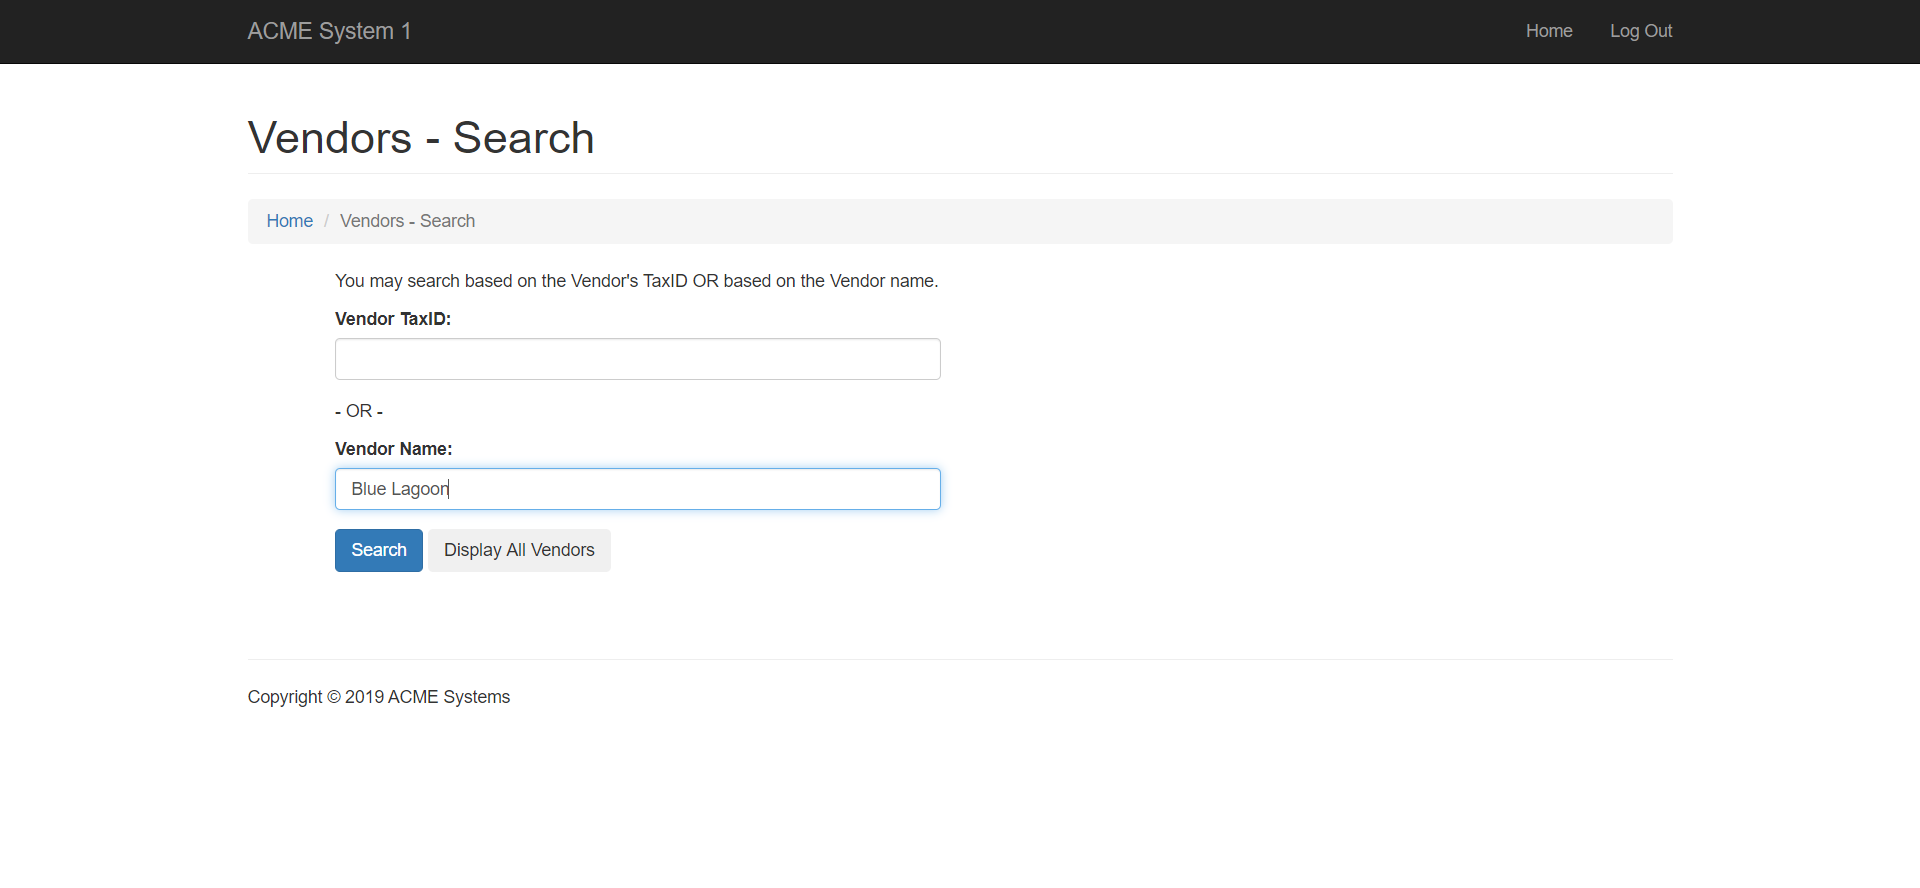 ACME System 1
Home
Log Out
Vendors - Search
Home / Vendors - Search
You may search based on the Vendor's TaxID OR based on the Vendor name.
Vendor TaxID:
- OR -
Vendor Name:
Blue Lagoon
Search
Display All Vendors
Copyright © 2019 ACME Systems